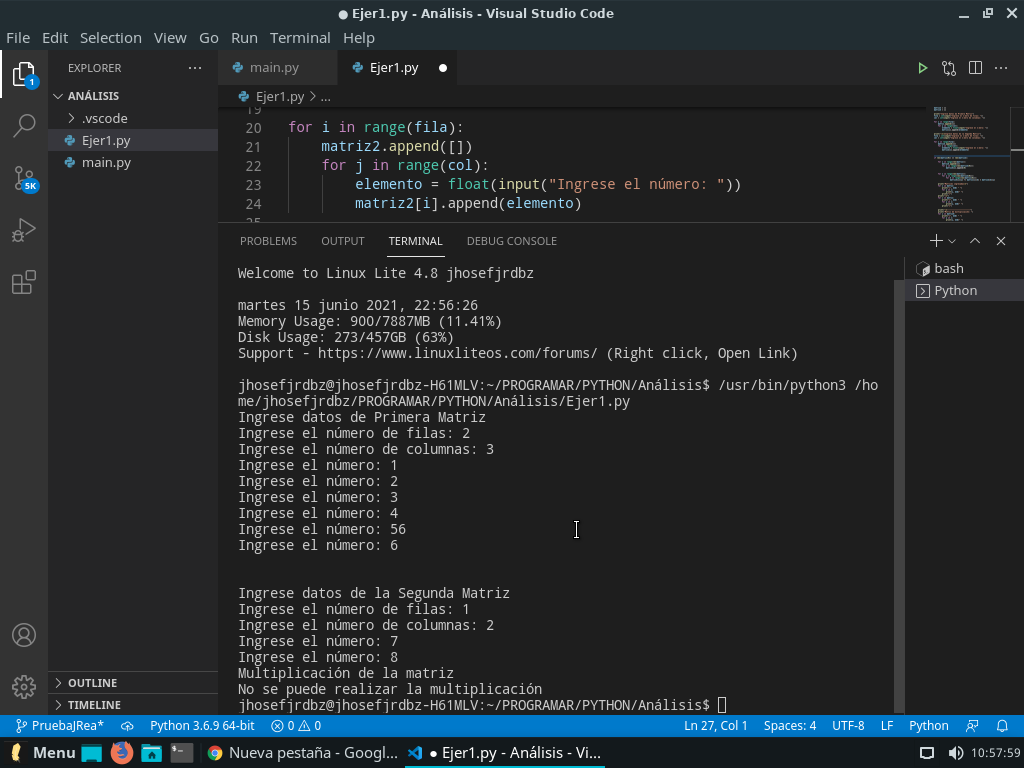 ● Ejer1.py - Análisis - Visual Studio Code
File Edit Selection View Go Run Terminal Help
EXPLORER
main.py
Ejer1.py
ANÁLISIS
Ejer1.py > ...
.vscode
Ejer1.py
main.py
1
5K
19
20 for i in range(fila):
21 matriz2.append([])
22 for j in range(col):
23 elemento = float(input("Ingrese el número: "))
24 matriz2[i].append(elemento)
25
PROBLEMS OUTPUT TERMINAL DEBUG CONSOLE
bash
Python
Welcome to Linux Lite 4.8 jhosefjrdbz
martes 15 junio 2021, 22:56:26
Memory Usage: 900/7887MB (11.41%)
Disk Usage: 273/457GB (63%)
Support - https://www.linuxliteos.com/forums/ (Right click, Open Link)
jhosefjrdbz@jhosefjrdbz-H61MLV:~/PROGRAMAR/PYTHON/Análisis$ /usr/bin/python3 /ho
me/jhosefjrdbz/PROGRAMAR/PYTHON/Análisis/Ejer1.py
Ingrese datos de Primera Matriz
Ingrese el número de filas: 2
Ingrese el número de columnas: 3
Ingrese el número: 1
Ingrese el número: 2
Ingrese el número: 3
Ingrese el número: 4
Ingrese el número: 56
Ingrese el número: 6
Ingrese datos de la Segunda Matriz
Ingrese el número de filas: 1
Ingrese el número de columnas: 2
Ingrese el número: 7
Ingrese el número: 8
Multiplicación de la matriz
No se puede realizar la multiplicación
jhosefjrdbz@jhosefjrdbz-H61MLV:~/PROGRAMAR/PYTHON/Análisis$
OUTLINE
TIMELINE
PruebaJRea* Python 3.6.9 64-bit 0 0 Ln 27, Col 1 Spaces: 4 UTF-8 LF Python
Menu Nueva pestaña - Googl... ● Ejer1.py - Análisis - Vi... 10:57:59